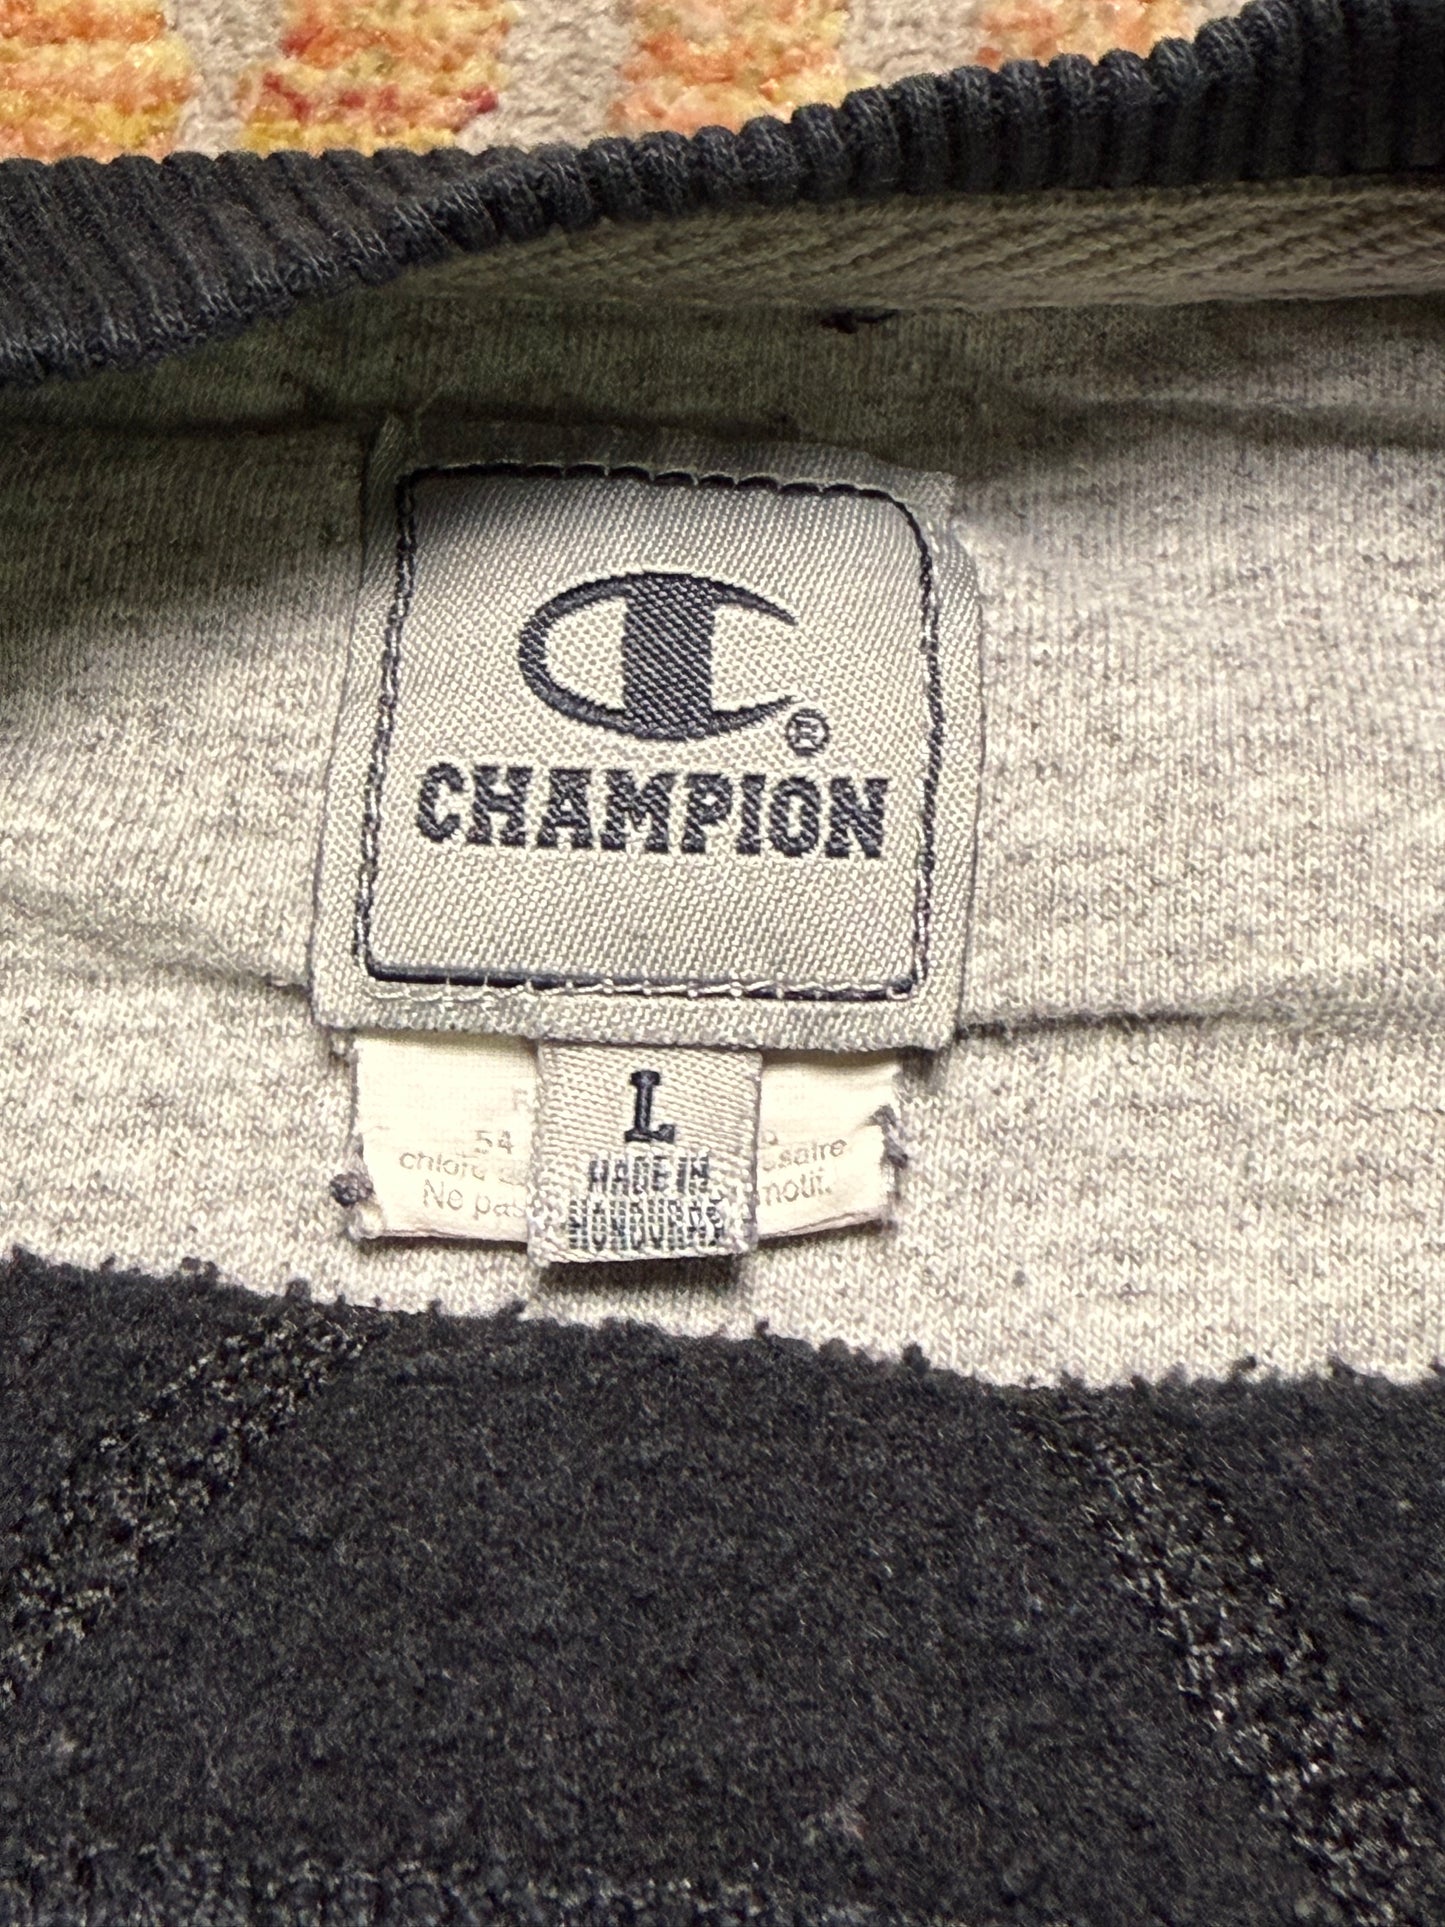 ®
CHAMPION
L
MADE IN
HONDURAS
54
Ne pas